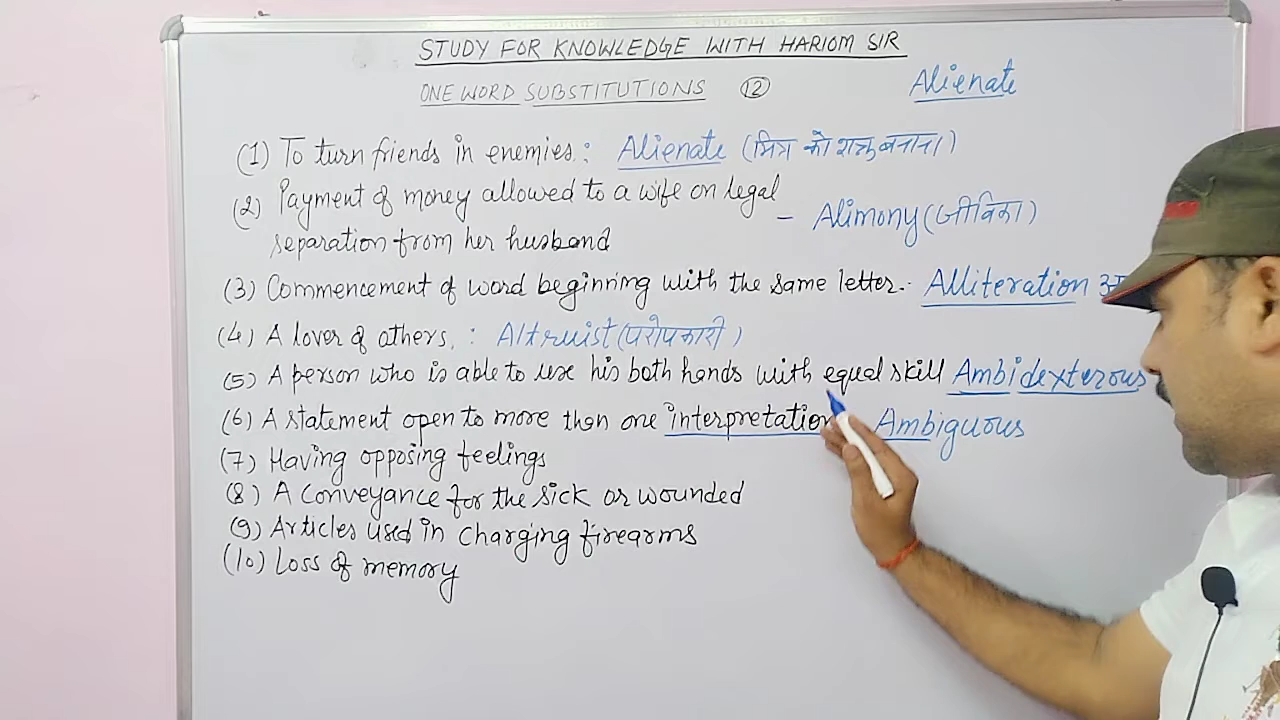 STUDY FOR KNOWLEDGE WITH HARIOM SIR
ONE WORD SUBSTITUTIONS (12)
Alienate
(1) To turn friends in enemies: Alienate (मित्र को शत्रु बनाना)
(2) Payment of money allowed to a wife on legal
separation from her husband - Alimony (जीविका)
(3) Commencement of word beginning with the same letter.. Alliteration
(4) A lover of others. : Altruist (परोपकारी)
(5) A person who is able to use his both hands with equal skill Ambidexterous
(6) A statement open to more than one interpretation Ambiguous
(7) Having opposing feelings
(8) A conveyance for the sick or wounded
(9) Articles used in charging firearms
(10) Loss of memory